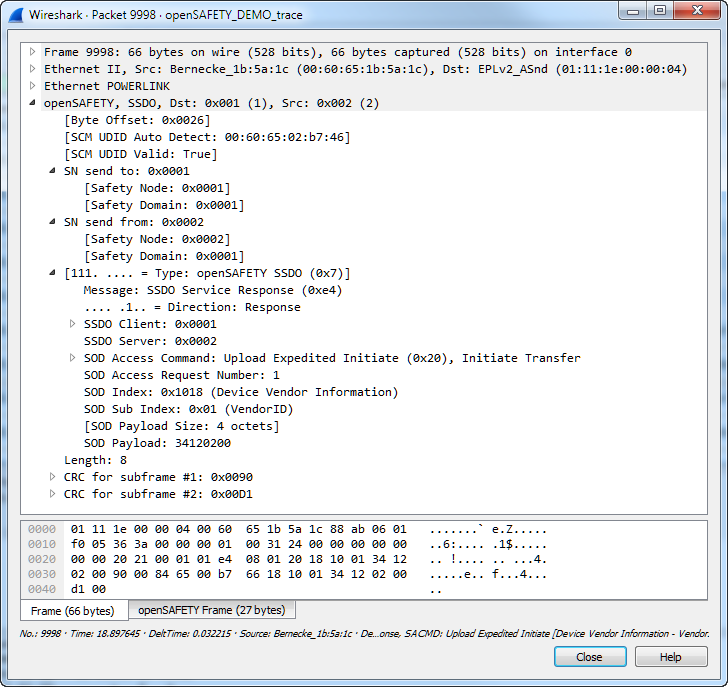 Wireshark · Packet 9998 · openSAFETY_DEMO_trace
Frame 9998: 66 bytes on wire (528 bits), 66 bytes captured (528 bits) on interface 0
Ethernet II, Src: Bernecke_1b:5a:1c (00:60:65:1b:5a:1c), Dst: EPLv2_ASnd (01:11:1e:00:00:04)
Ethernet POWERLINK
openSAFETY, SSDO, Dst: 0x001 (1), Src: 0x002 (2)
[Byte Offset: 0x0026]
[SCM UDID Auto Detect: 00:60:65:02:b7:46]
[SCM UDID Valid: True]
SN send to: 0x0001
[Safety Node: 0x0001]
[Safety Domain: 0x0001]
SN send from: 0x0002
[Safety Node: 0x0002]
[Safety Domain: 0x0001]
[111. .... = Type: openSAFETY SSDO (0x7)]
Message: SSDO Service Response (0xe4)
.... .1.. = Direction: Response
SSDO Client: 0x0001
SSDO Server: 0x0002
SOD Access Command: Upload Expedited Initiate (0x20), Initiate Transfer
SOD Access Request Number: 1
SOD Index: 0x1018 (Device Vendor Information)
SOD Sub Index: 0x01 (VendorID)
[SOD Payload Size: 4 octets]
SOD Payload: 34120200
Length: 8
CRC for subframe #1: 0x0090
CRC for subframe #2: 0x00D1
0000 01 11 1e 00 00 04 00 60 65 1b 5a 1c 88 ab 06 01 .......` e.Z.....
0010 f0 05 36 3a 00 00 00 01 00 31 24 00 00 00 00 00 ..6:.... .1$.....
0020 00 00 20 21 00 01 01 e4 08 01 20 18 10 01 34 12 .. !.... .. ...4.
0030 02 00 90 00 84 65 00 b7 66 18 10 01 34 12 02 00 .....e.. f...4...
0040 d1 00 ..
Frame (66 bytes) openSAFETY Frame (27 bytes)
No.: 9998 · Time: 18.897645 · DeltTime: 0.032215 · Source: Bernecke_1b:5a:1c · De...onse, SACMD: Upload Expedited Initiate [Device Vendor Information - Vendor.
Close Help